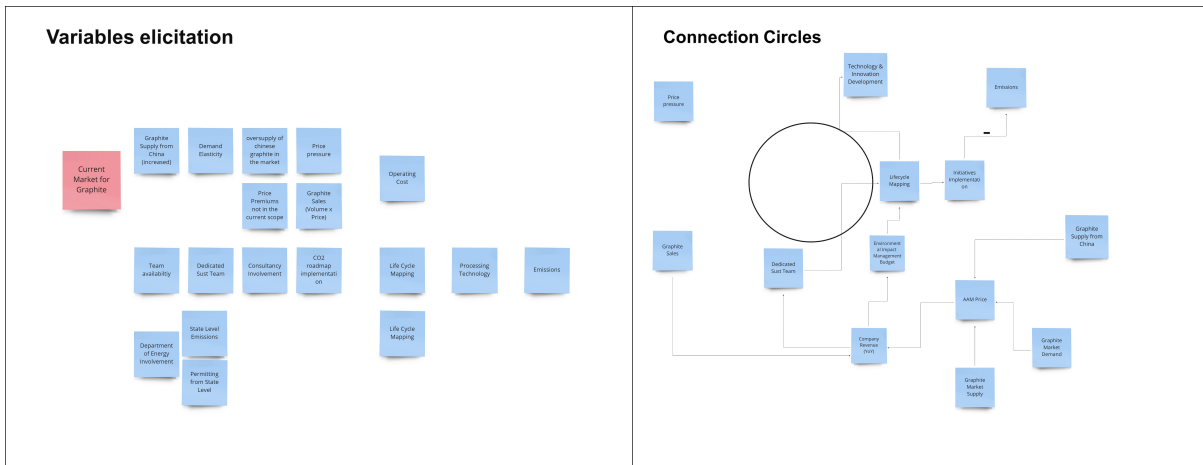 Variables elicitation
Current
Market for
Graphite
Graphite
Supply from
China
(increased)
Demand
Elasticity
oversupply of
chinese
graphite in
the market
Price
pressure
Operating
Cost
Price
Premiums
not in the
current scope
Graphite
Sales
(Volume x
Price)
Team
availabiltiy
Dedicated
Sust Team
Consultancy
Involvement
CO2
roadmap
implementati
on
Life Cycle
Mapping
Processing
Technology
Emissions
Department
of Energy
Involvement
State Level
Emissions
Permitting
from State
Level
Life Cycle
Mapping
Connection Circles
Technology &
Innovation
Development
Price
pressure
Emissions
Lifecycle
Mapping
Initiatives
implementati
on
Graphite
Supply from
China
Graphite
Sales
Dedicated
Sust Team
Environment
al Impact
Management
Budget
AAM Price
Company
Revenue
(YoY)
Graphite
Market
Demand
Graphite
Market
Supply